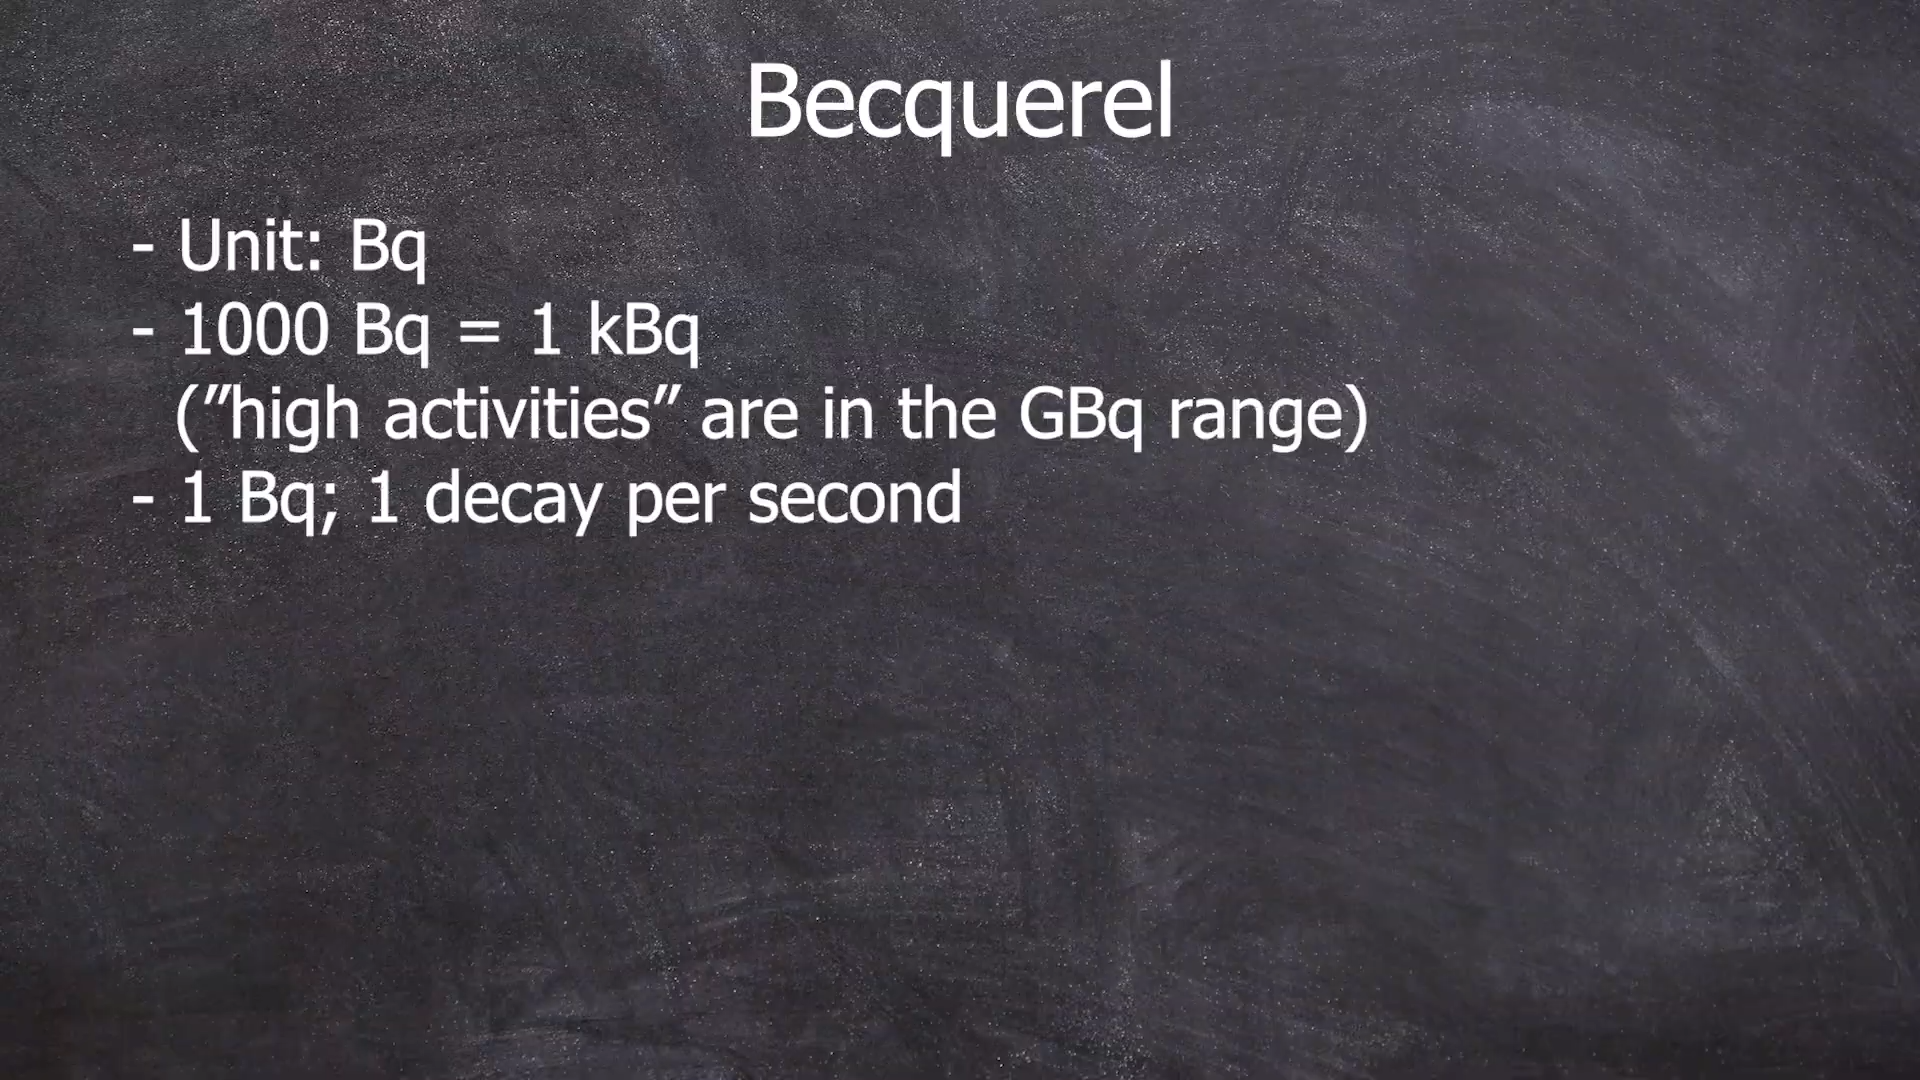 Becquerel
- Unit: Bq
- 1000 Bq = 1 kBq
(”high activities” are in the GBq range)
- 1 Bq; 1 decay per second